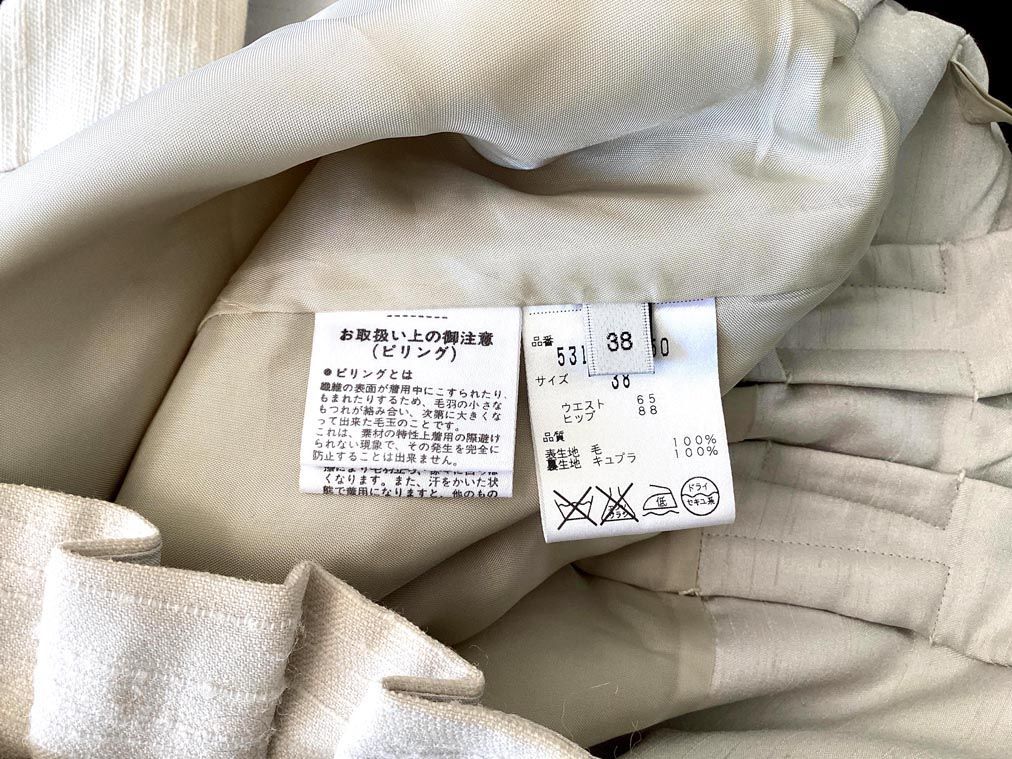 お取扱い上の御注意
(ピリング)
●ピリングとは
繊維の表面が着用中にこすられたり、
もまれたりするため、毛羽の小さな
もつれが絡み合い、次第に大きくな
って出来た毛玉のことです。
これは、素材の特性上着用の際避け
られない現象で、その発生を完全に
防止することは出来ません。
くなります。また、汗をかいた状
態で着用になりますと、他のもの
38
品番
531 50
サイズ 38
ウエスト 65
ヒップ 88
品質
表生地 毛 100%
裏生地 キュプラ 100%
低
ドライ
セキユ系